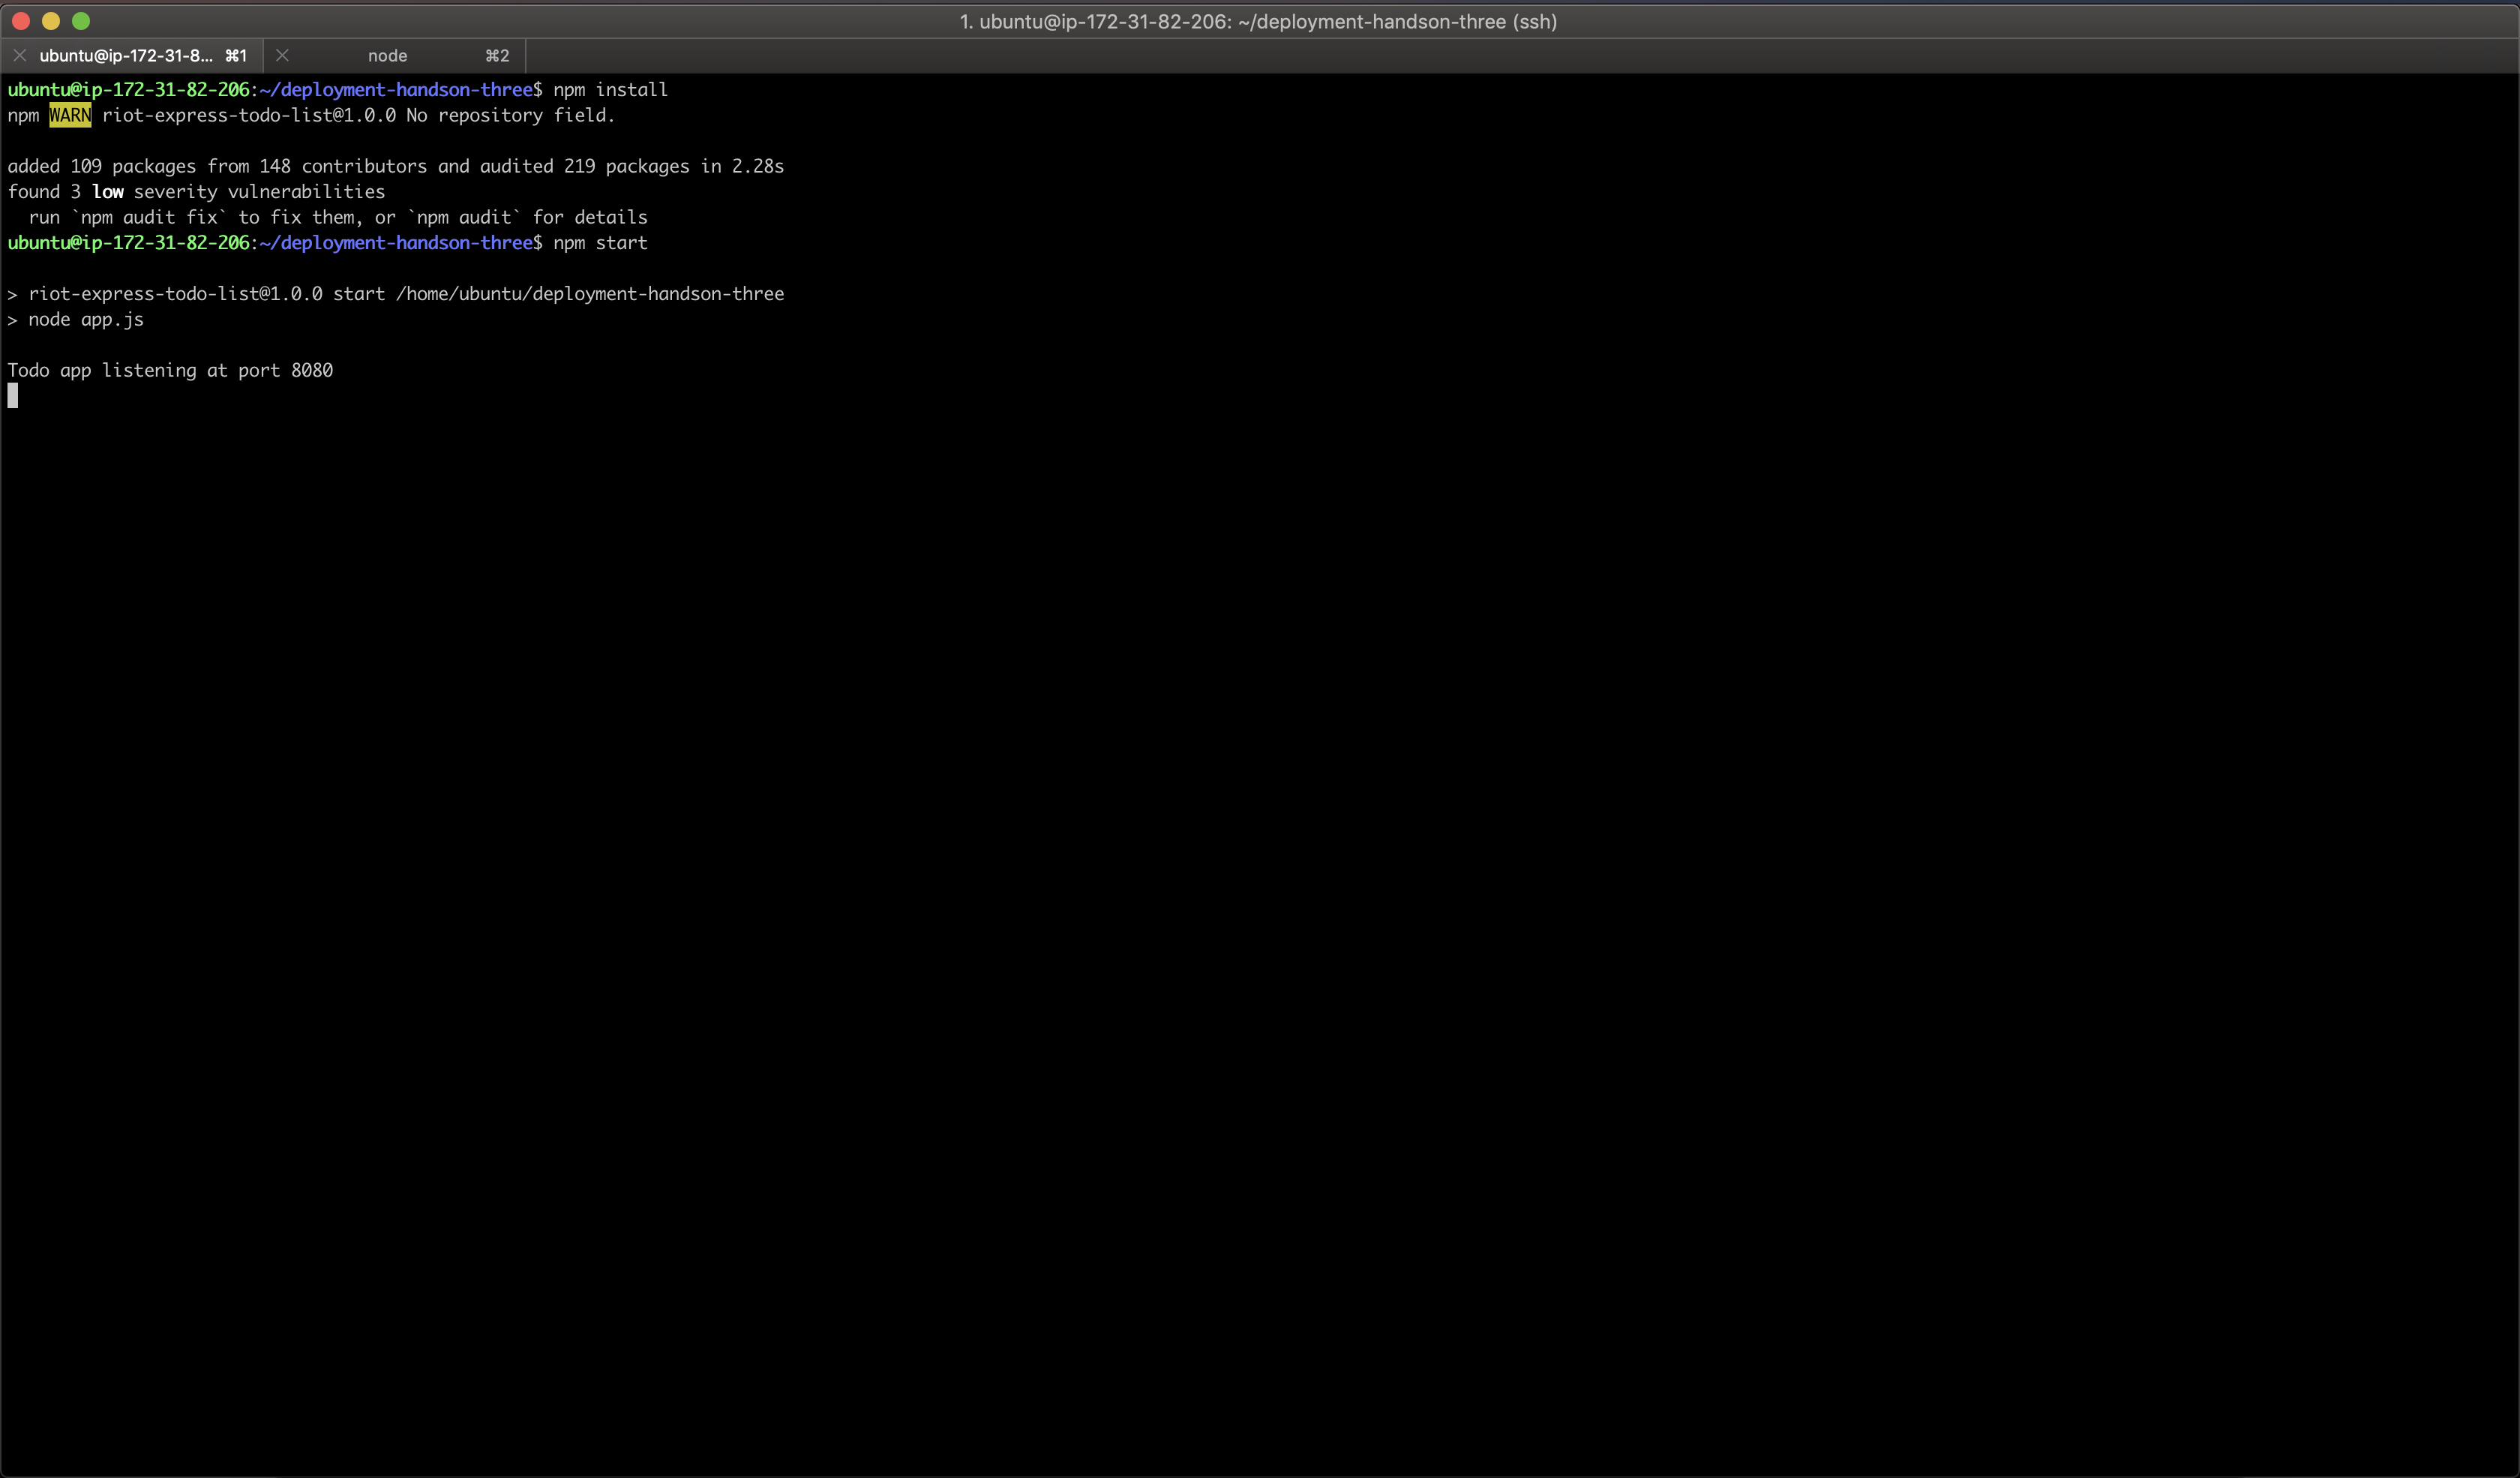 1. ubuntu@ip-172-31-82-206: ~/deployment-handson-three (ssh)
ubuntu@ip-172-31-8... ⌘1 node ⌘2
ubuntu@ip-172-31-82-206:~/deployment-handson-three$ npm install
npm WARN riot-express-todo-list@1.0.0 No repository field.
added 109 packages from 148 contributors and audited 219 packages in 2.28s
found 3 low severity vulnerabilities
run `npm audit fix` to fix them, or `npm audit` for details
ubuntu@ip-172-31-82-206:~/deployment-handson-three$ npm start
> riot-express-todo-list@1.0.0 start /home/ubuntu/deployment-handson-three
> node app.js
Todo app listening at port 8080